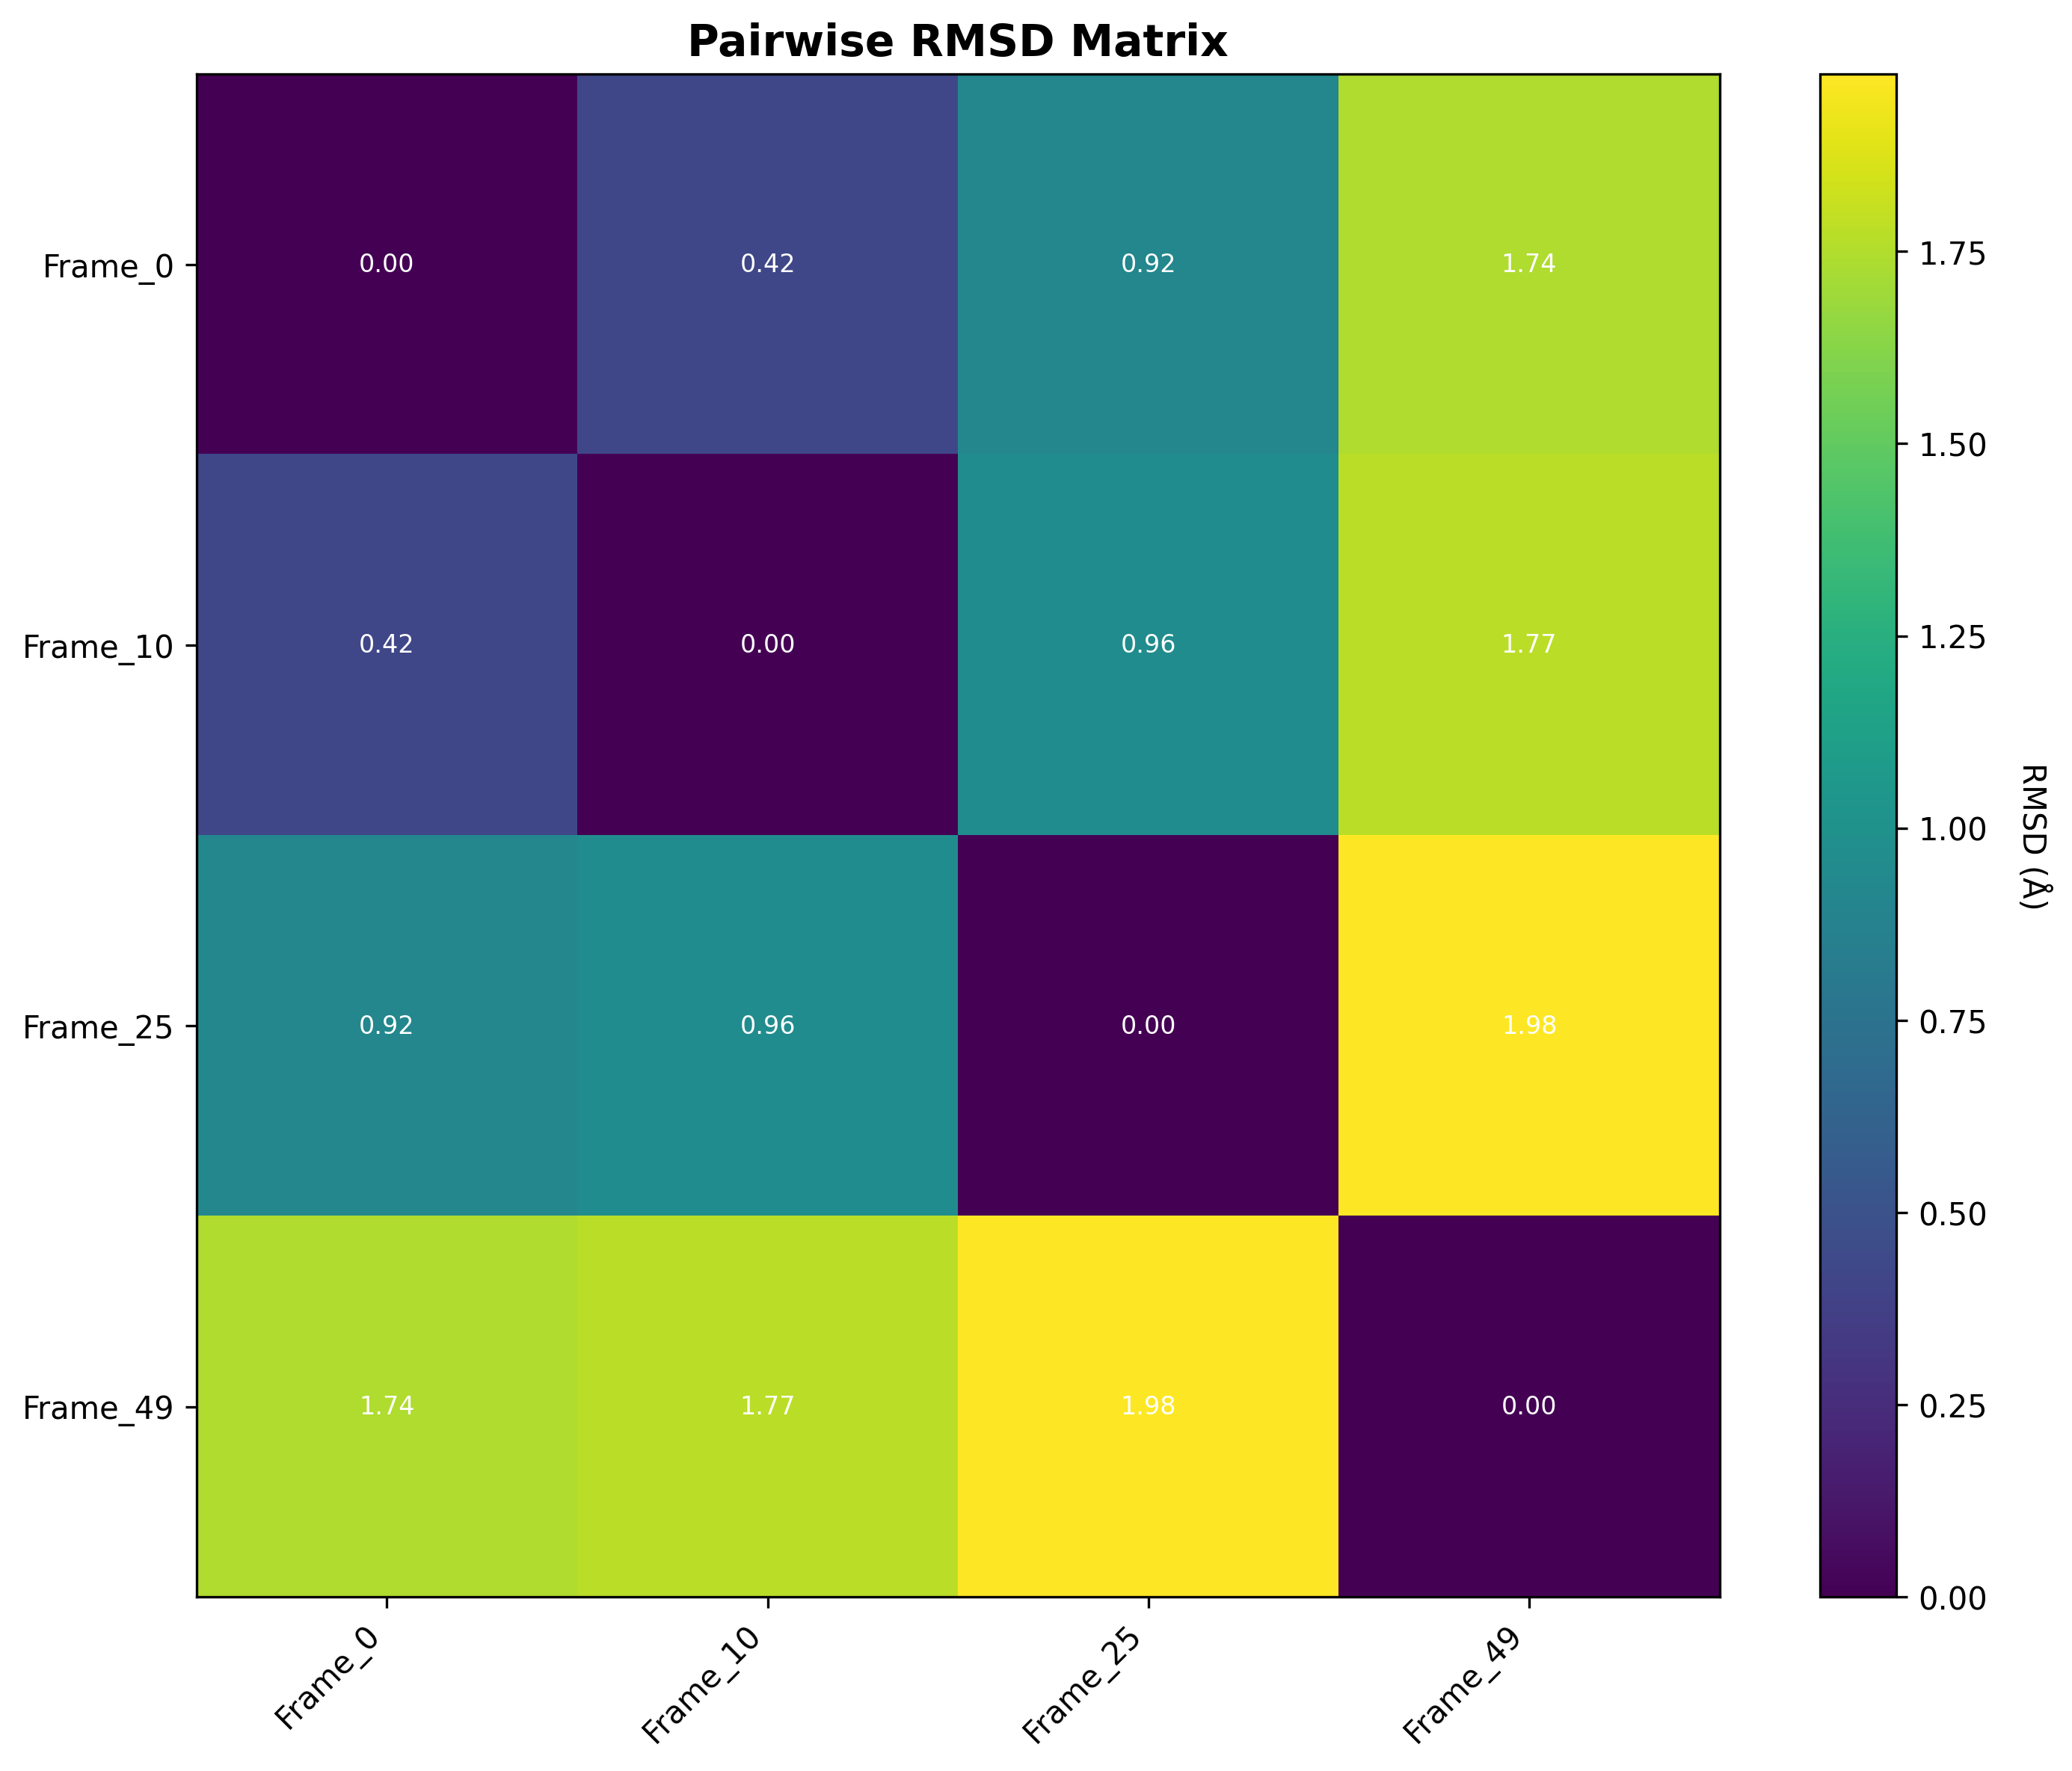 Pairwise RMSD Matrix
Frame_0 0.00 0.42 0.92 1.74
Frame_10 0.42 0.00 0.96 1.77
Frame_25 0.92 0.96 0.00 1.98
Frame_49 1.74 1.77 1.98 0.00
Frame_0 Frame_10 Frame_25 Frame_49
1.75
1.50
1.25
1.00
0.75
0.50
0.25
0.00
RMSD (Å)